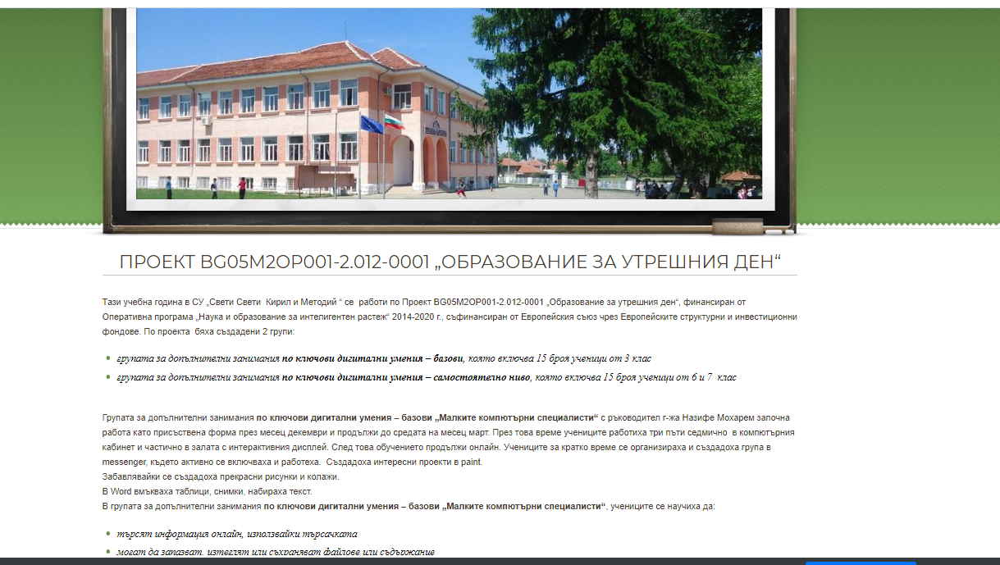 ПРОЕКТ BG05M2OP001-2.012-0001 „ОБРАЗОВАНИЕ ЗА УТРЕШНИЯ ДЕН“
Тази учебна година в СУ „Свети Свети  Кирил и Методий “ се  работи по Проект BG05M2OP001-2.012-0001 „Образование за утрешния ден“, финансиран от
Оперативна програма „Наука и образование за интелигентен растеж“ 2014-2020 г., съфинансиран от Европейския съюз чрез Европейските структурни и инвестиционни
фондове. По проекта  бяха създадени 2 групи:
• групата за допълнителни занимания по ключови дигитални умения – базови, която включва 15 броя ученици от 3 клас
• групата за допълнителни занимания по ключови дигитални умения – самостоятелно ниво, която включва 15 броя ученици от 6 и 7  клас
Групата за допълнителни занимания по ключови дигитални умения – базови „Малките компютърни специалисти“ с ръководител г-жа Назифе Мохарем започна
работа като присъствена форма през месец декември и продължи до средата на месец март. През това време учениците работиха три пъти седмично  в компютърния
кабинет и частично в залата с интерактивния дисплей. След това обучението продължи онлайн. Учениците за кратко време се организираха и създадоха група в
messenger, където активно се включваха и работеха.  Създадоха интересни проекти в paint.
Забавлявайки се създадоха прекрасни рисунки и колажи.
В Word вмъкваха таблици, снимки, набираха текст.
В групата за допълнителни занимания по ключови дигитални умения – базови „Малките компютърни специалисти“, учениците се научиха да:
• търсят информация онлайн, използвайки търсачката
• могат да запазват, изтеглят или съхраняват файлове или съдържание